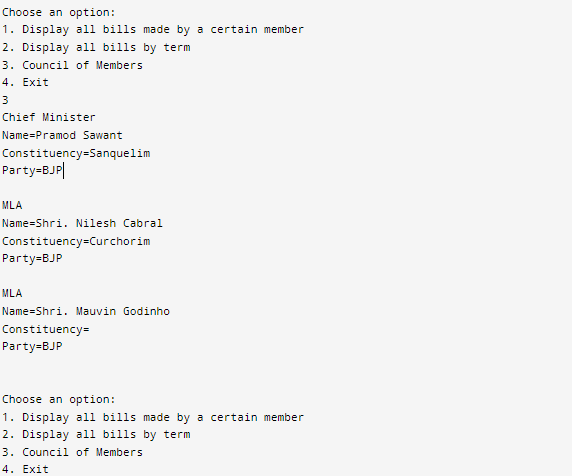 Choose an option:
1. Display all bills made by a certain member
2. Display all bills by term
3. Council of Members
4. Exit
3
Chief Minister
Name=Pramod Sawant
Constituency=Sanquelim
Party=BJP
MLA
Name=Shri. Nilesh Cabral
Constituency=Curchorim
Party=BJP
MLA
Name=Shri. Mauvin Godinho
Constituency=
Party=BJP
Choose an option:
1. Display all bills made by a certain member
2. Display all bills by term
3. Council of Members
4. Exit